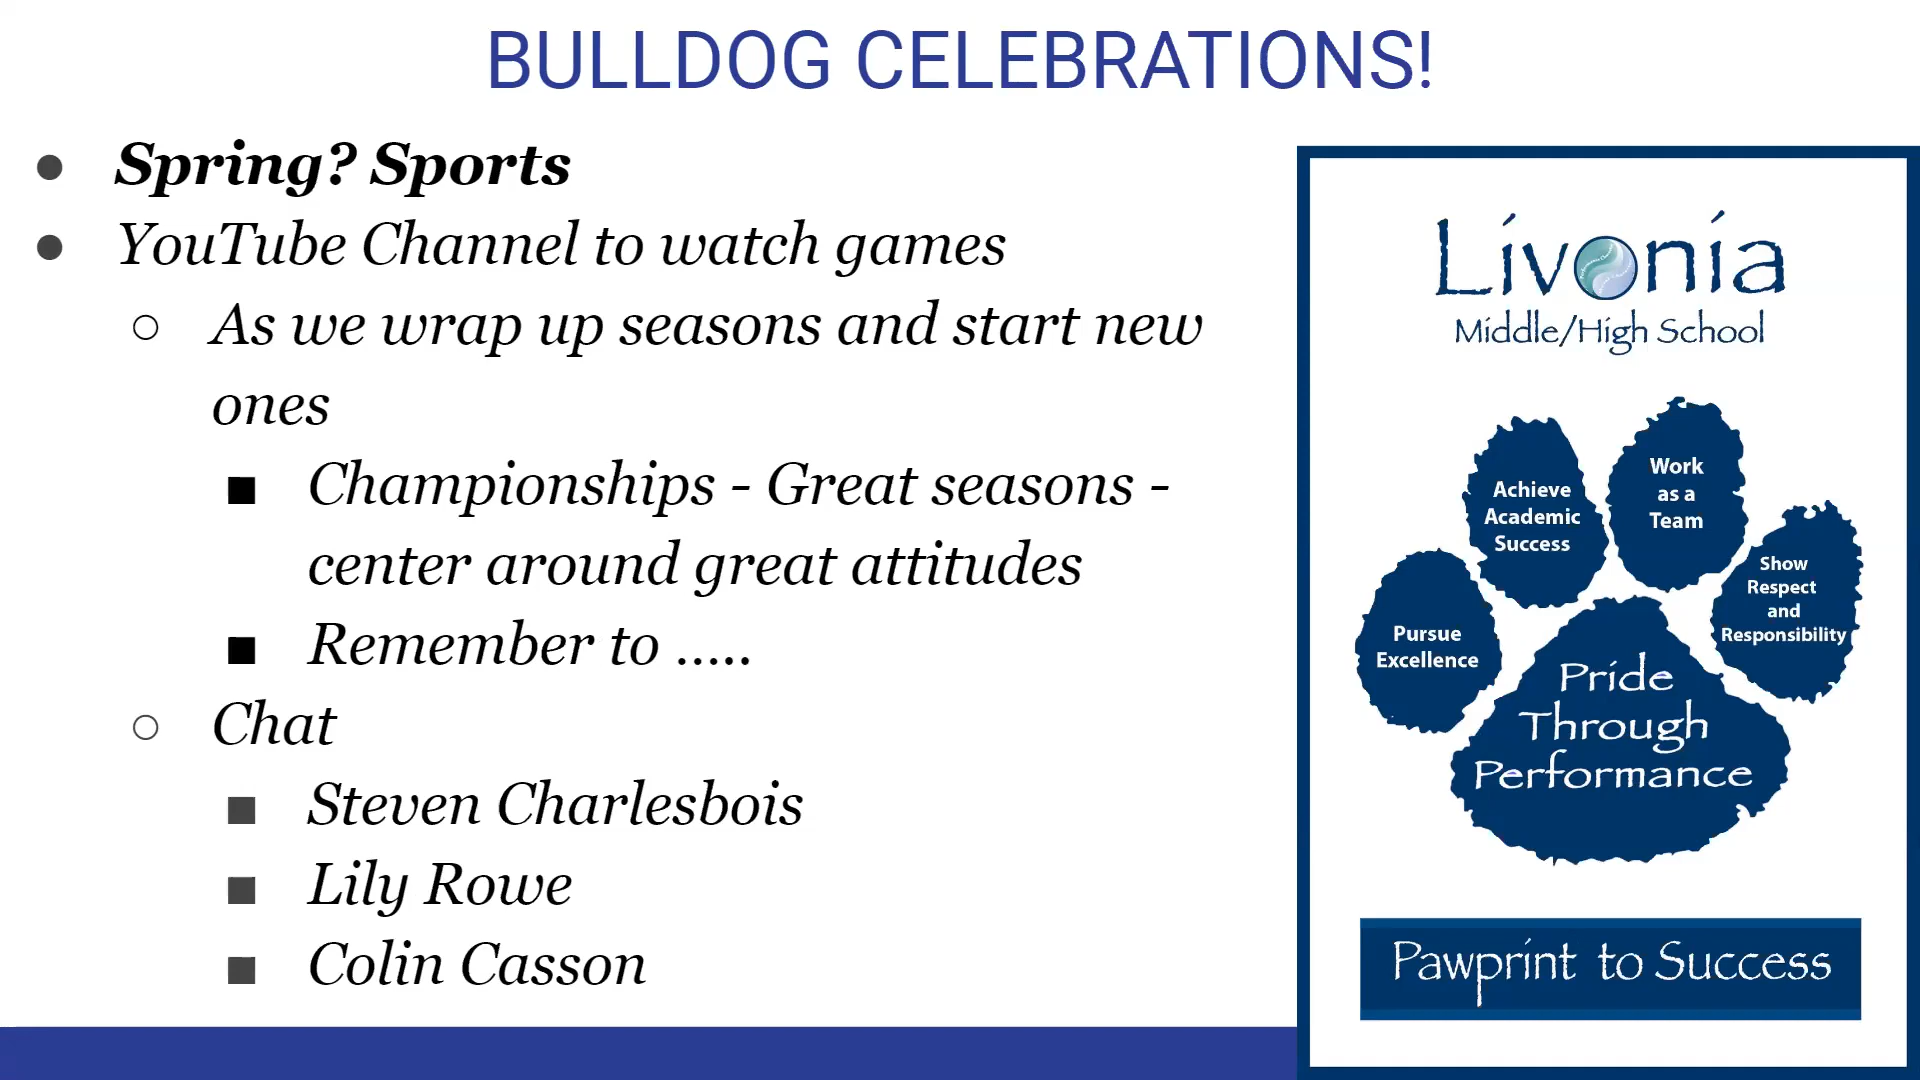 BULLDOG CELEBRATIONS!
Spring? Sports
YouTube Channel to watch games
As we wrap up seasons and start new
ones
Championships - Great seasons -
center around great attitudes
Remember to .....
Chat
Steven Charlesbois
Lily Rowe
Colin Casson
Livonia
Middle/High School
Pursue
Excellence
Achieve
Academic
Success
Work
as a
Team
Show
Respect
and
Responsibility
Pride
Through
Performance
Pawprint to Success